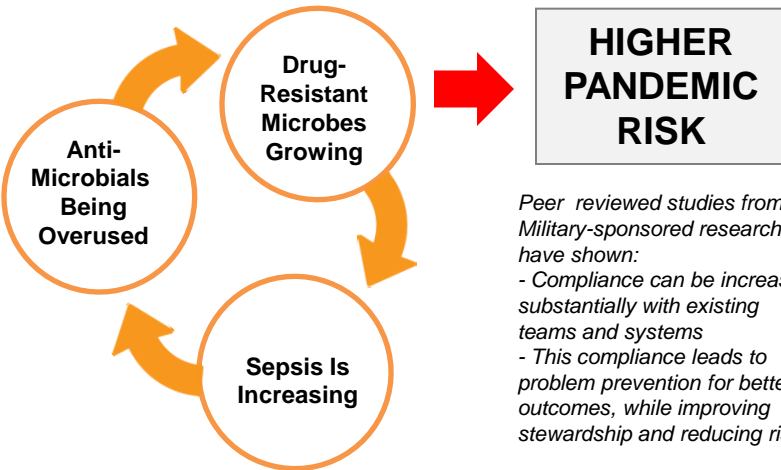 Drug-
Resistant
Microbes
Growing
HIGHER
PANDEMIC
RISK
Anti-
Microbials
Being
Overused
Sepsis Is
Increasing
Peer  reviewed studies from
Military-sponsored research
have shown:
- Compliance can be
substantially with existing
teams and systems
- This compliance leads to
problem prevention for
outcomes, while improving
stewardship and reducing